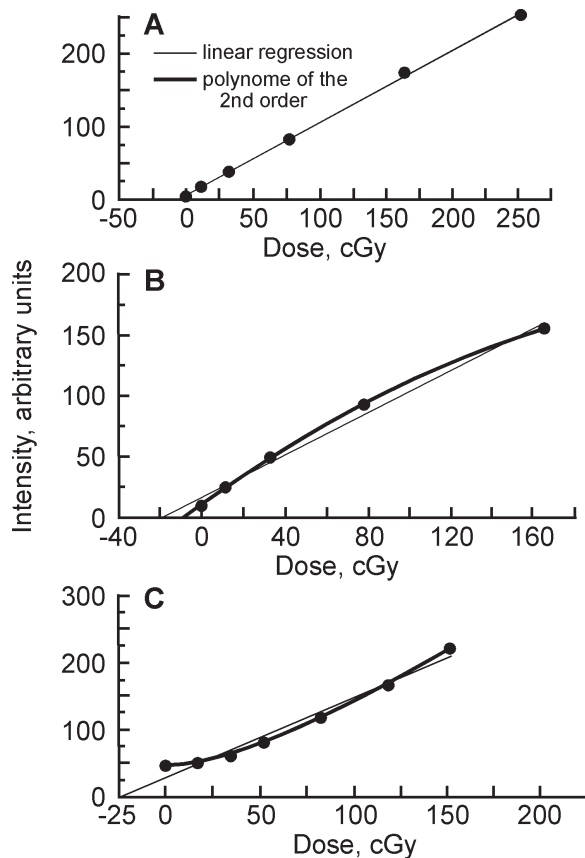 A
linear regression
polynome of the
2nd order
200
100
0
-50 0 50 100 150 200 250
Dose, cGy
Intensity, arbitrary units
B
200
150
100
50
0
-40 0 40 80 120 160
Dose, cGy
C
300
200
100
0
-25 0 50 100 150 200
Dose, cGy